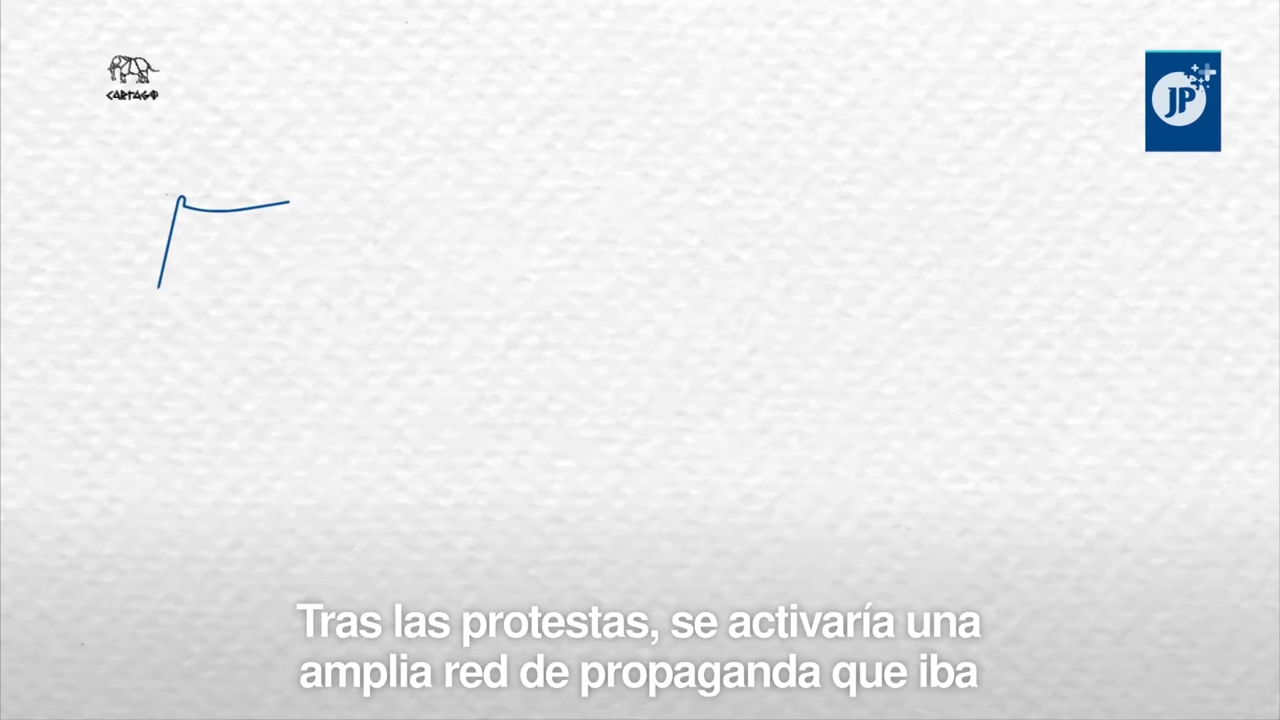 CARTAGO
JP
Tras las protestas, se activaría una
amplia red de propaganda que iba